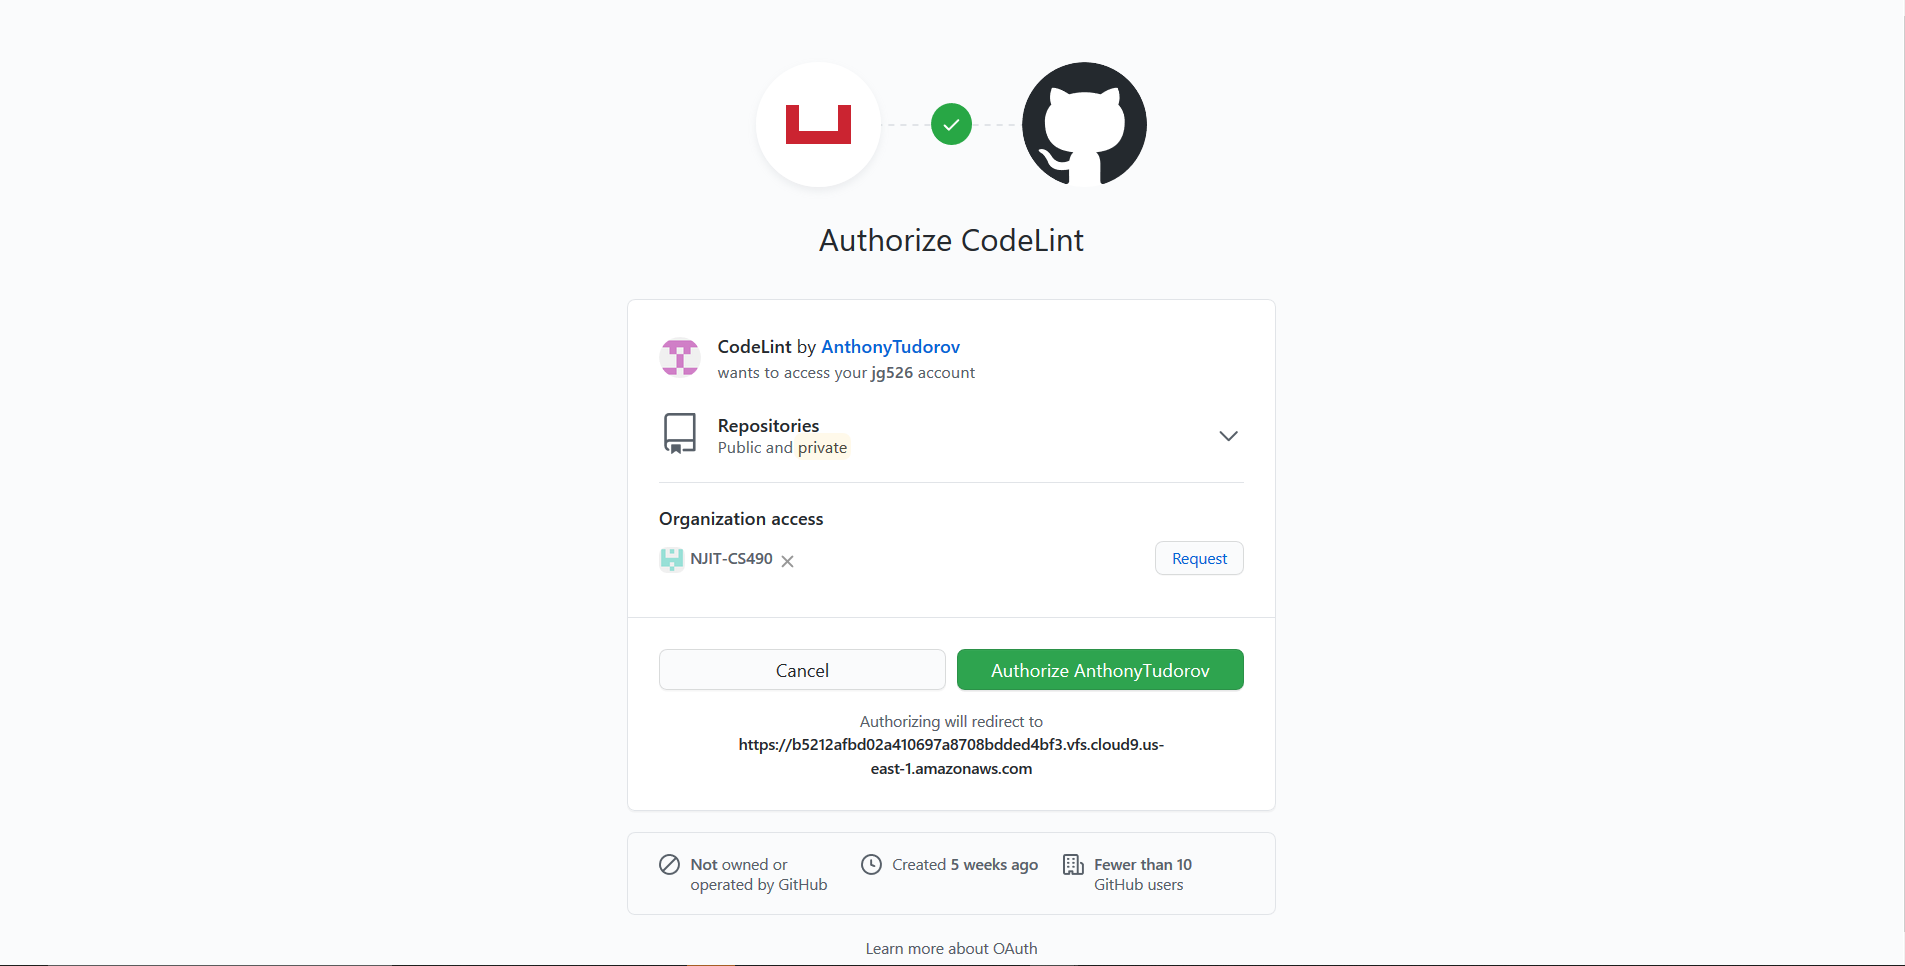 Authorize CodeLint
CodeLint by AnthonyTudorov
wants to access your jg526 account
Repositories
Public and private
Organization access
NJIT-CS490
Request
Cancel
Authorize AnthonyTudorov
Authorizing will redirect to
https://b5212afbd02a410697a8708bdded4bf3.vfs.cloud9.us-
east-1.amazonaws.com
Not owned or
operated by GitHub
Created 5 weeks ago
Fewer than 10
GitHub users
Learn more about OAuth